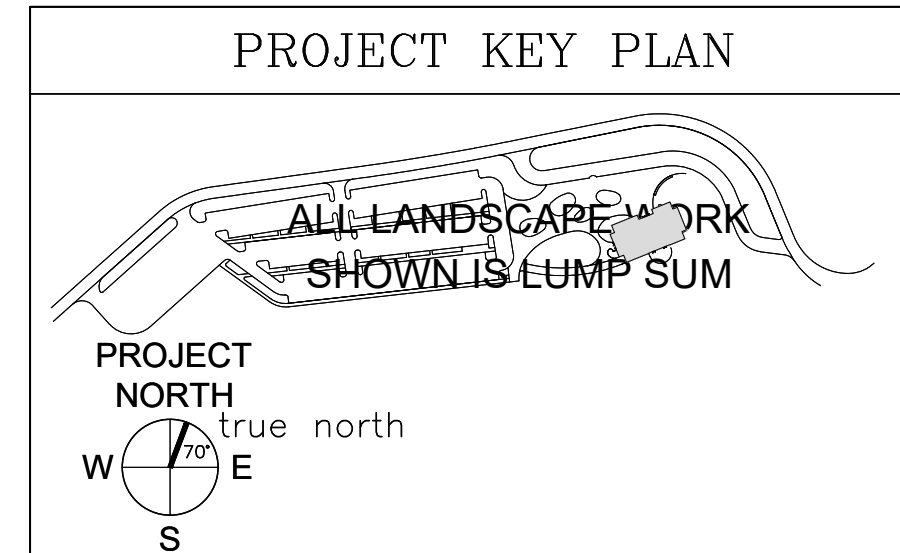 PROJECT KEY PLAN
ALL LANDSCAPE WORK
SHOWN IS LUMP SUM
PROJECT
NORTH
true north
70°
W
E
S